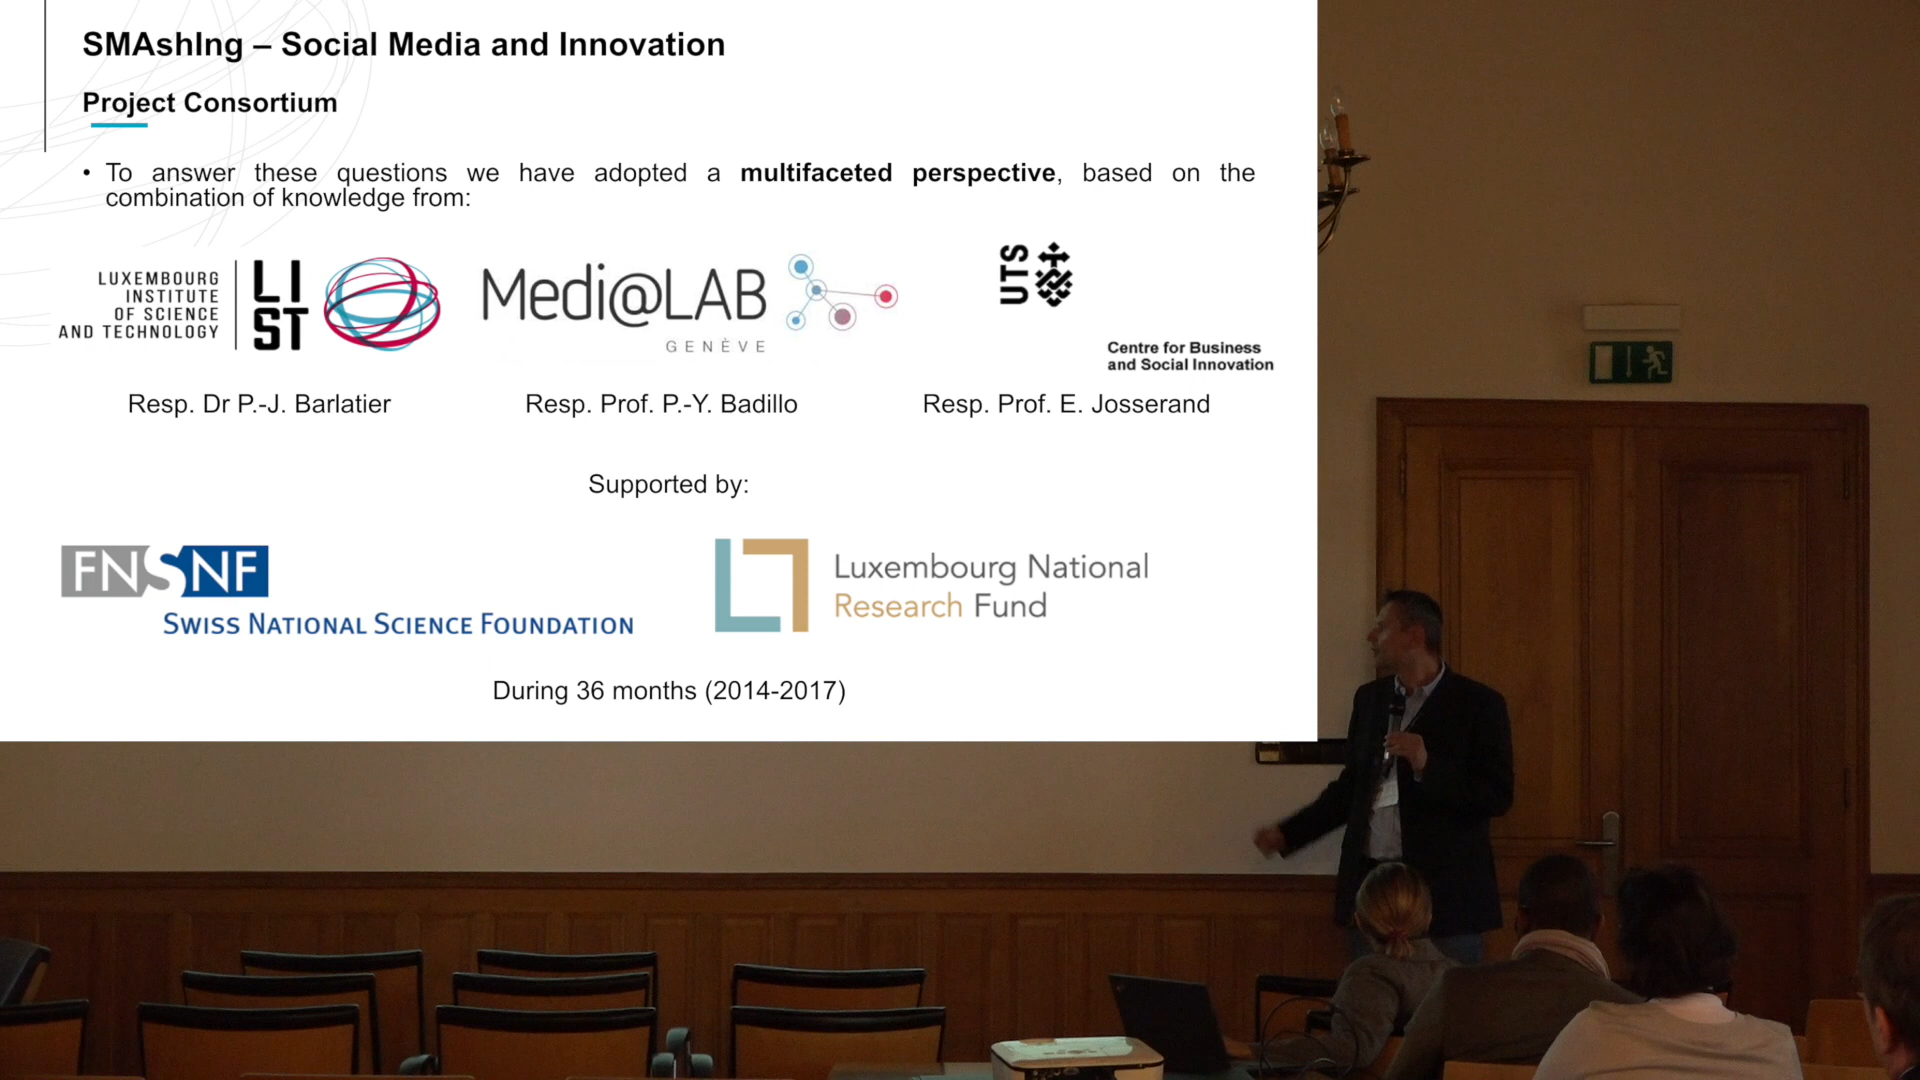 SMAshIng – Social Media and Innovation
Project Consortium
• To answer these questions we have adopted a multifaceted perspective, based on the
combination of knowledge from:
LUXEMBOURG
INSTITUTE
OF SCIENCE
AND TECHNOLOGY
LI
ST
Medi@LAB
GENÈVE
UTS
Centre for Business
and Social Innovation
Resp. Dr P.-J. Barlatier
Resp. Prof. P.-Y. Badillo
Resp. Prof. E. Josserand
Supported by:
FNSNF
SWISS NATIONAL SCIENCE FOUNDATION
Luxembourg National
Research Fund
During 36 months (2014-2017)